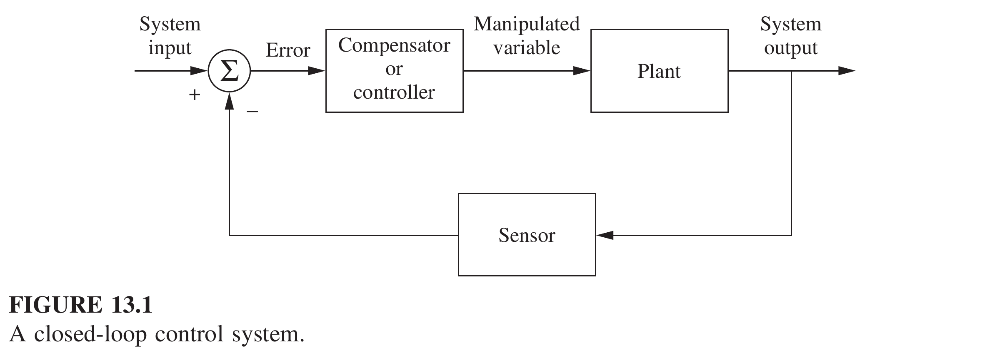 System
input
+
Σ
−
Error
Compensator
or
controller
Manipulated
variable
Plant
System
output
Sensor
FIGURE 13.1
A closed-loop control system.